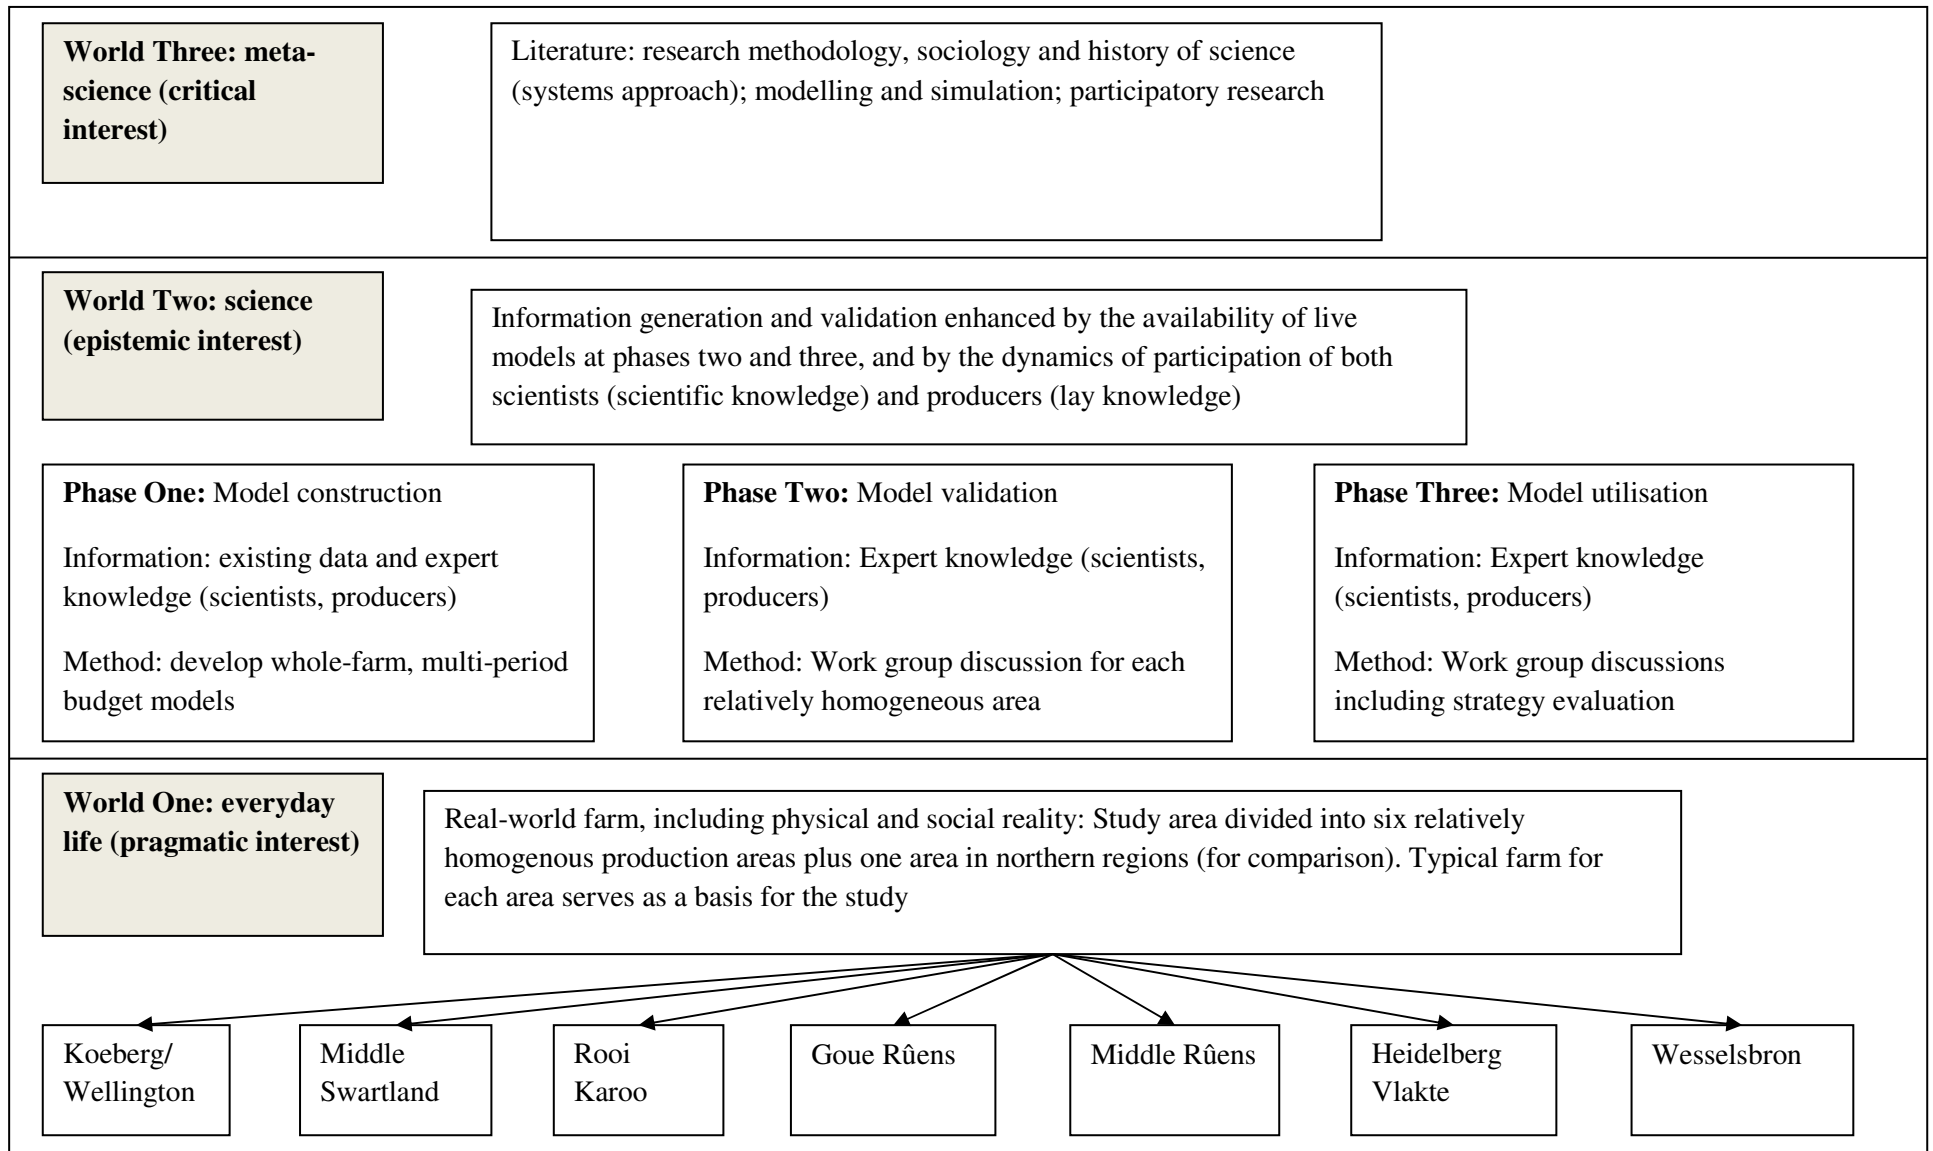 World Three: meta-
science (critical
interest)
Literature: research methodology, sociology and history of science
(systems approach); modelling and simulation; participatory research
World Two: science
(epistemic interest)
Information generation and validation enhanced by the availability of live
models at phases two and three, and by the dynamics of participation of both
scientists (scientific knowledge) and producers (lay knowledge)
Phase One: Model construction
Information: existing data and expert
knowledge (scientists, producers)
Method: develop whole-farm, multi-period
budget models
Phase Two: Model validation
Information: Expert knowledge (scientists,
producers)
Method: Work group discussion for each
relatively homogeneous area
Phase Three: Model utilisation
Information: Expert knowledge
(scientists, producers)
Method: Work group discussions
including strategy evaluation
World One: everyday
life (pragmatic interest)
Real-world farm, including physical and social reality: Study area divided into six relatively
homogenous production areas plus one area in northern regions (for comparison). Typical farm for
each area serves as a basis for the study
Koeberg/
Wellington
Middle
Swartland
Rooi
Karoo
Goue Rûens
Middle Rûens
Heidelberg
Vlakte
Wesselsbron